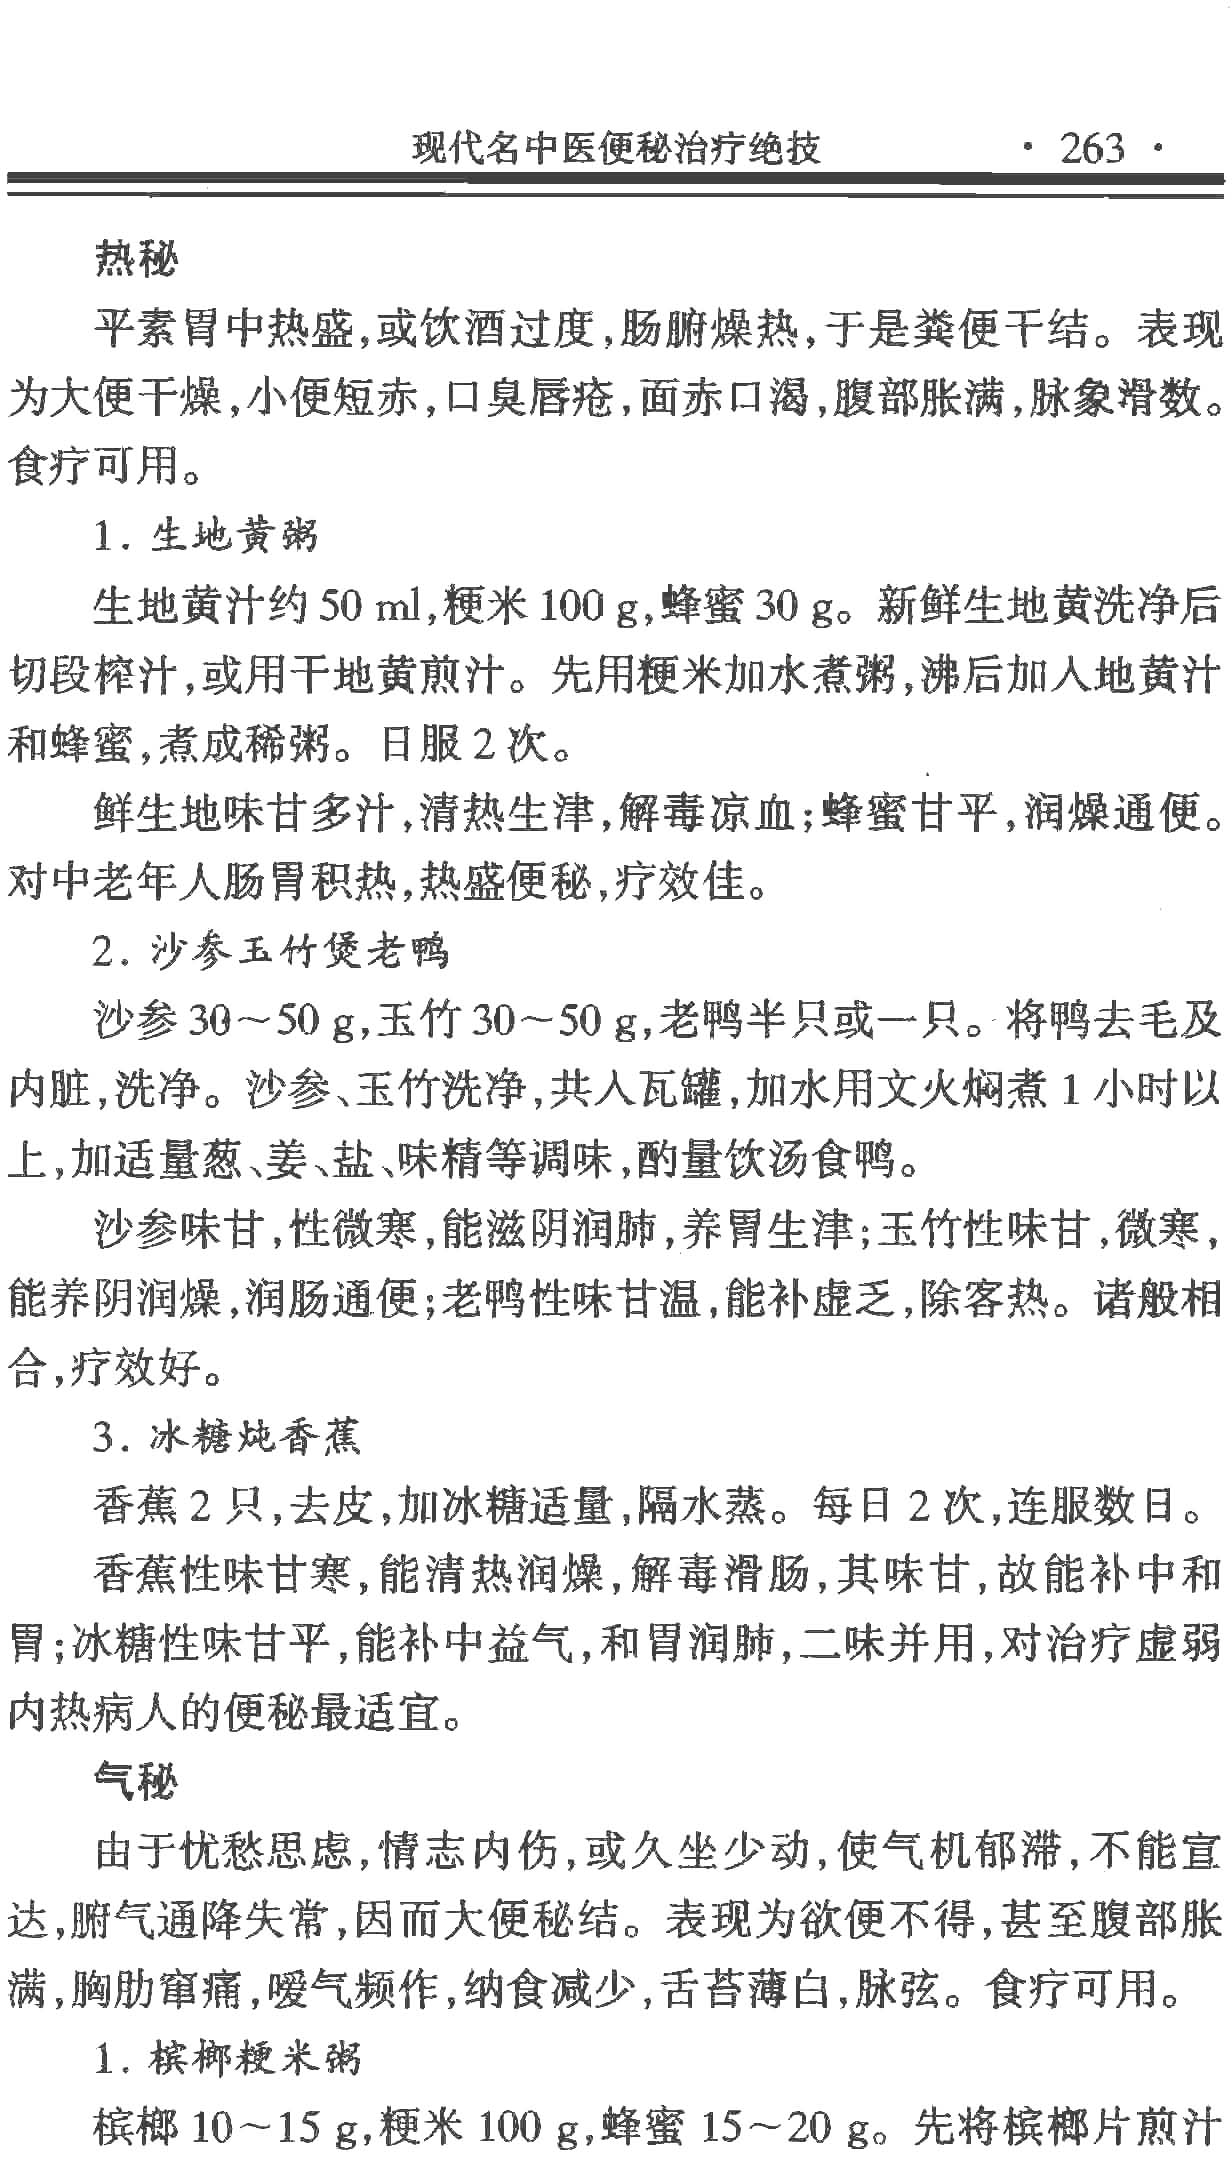 现代名中医便秘治疗绝技 · 263 ·
热秘
平素胃中热盛,或饮酒过度,肠腑燥热,于是粪便干结。表现
为大便干燥,小便短赤,口臭唇疮,面赤口渴,腹部胀满,脉象滑数。
食疗可用。
1. 生地黄粥
生地黄汁约 50 ml,粳米 100 g,蜂蜜 30 g。新鲜生地黄洗净后
切段榨汁,或用干地黄煎汁。先用粳米加水煮粥,沸后加入地黄汁
和蜂蜜,煮成稀粥。日服 2 次。
鲜生地味甘多汁,清热生津,解毒凉血;蜂蜜甘平,润燥通便。
对中老年人肠胃积热,热盛便秘,疗效佳。
2. 沙参玉竹煲老鸭
沙参 30～50 g,玉竹 30～50 g,老鸭半只或一只。将鸭去毛及
内脏,洗净。沙参、玉竹洗净,共入瓦罐,加水用文火焖煮 1 小时以
上,加适量葱、姜、盐、味精等调味,酌量饮汤食鸭。
沙参味甘,性微寒,能滋阴润肺,养胃生津;玉竹性味甘,微寒,
能养阴润燥,润肠通便;老鸭性味甘温,能补虚乏,除客热。诸般相
合,疗效好。
3. 冰糖炖香蕉
香蕉 2 只,去皮,加冰糖适量,隔水蒸。每日 2 次,连服数日。
香蕉性味甘寒,能清热润燥,解毒滑肠,其味甘,故能补中和
胃;冰糖性味甘平,能补中益气,和胃润肺,二味并用,对治疗虚弱
内热病人的便秘最适宜。
气秘
由于忧愁思虑,情志内伤,或久坐少动,使气机郁滞,不能宣
达,腑气通降失常,因而大便秘结。表现为欲便不得,甚至腹部胀
满,胸肋窜痛,嗳气频作,纳食减少,舌苔薄白,脉弦。食疗可用。
1. 槟榔粳米粥
槟榔 10～15 g,粳米 100 g,蜂蜜 15～20 g。先将槟榔片煎汁